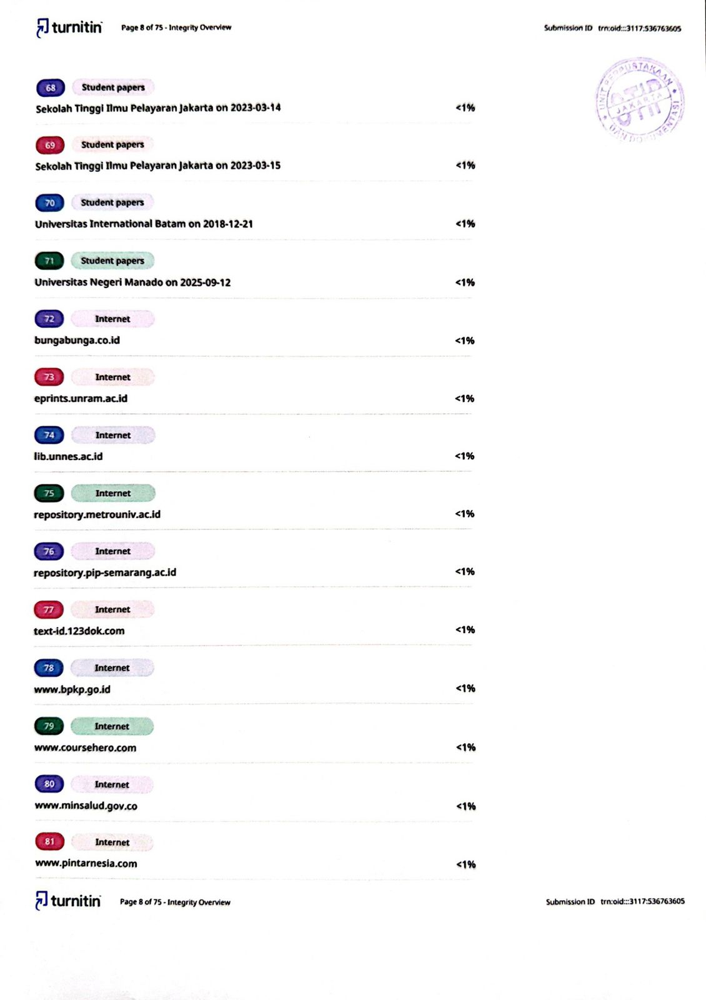 turnitin Page 8 of 75 - Integrity Overview Submission ID trn:oid:::3117:536763605
UNIT PERPUSTAKAAN
STIP
JAKARTA
DAN DOKUMENTASI
68 Student papers
Sekolah Tinggi Ilmu Pelayaran Jakarta on 2023-03-14 <1%
69 Student papers
Sekolah Tinggi Ilmu Pelayaran Jakarta on 2023-03-15 <1%
70 Student papers
Universitas International Batam on 2018-12-21 <1%
71 Student papers
Universitas Negeri Manado on 2025-09-12 <1%
72 Internet
bungabunga.co.id <1%
73 Internet
eprints.unram.ac.id <1%
74 Internet
lib.unnes.ac.id <1%
75 Internet
repository.metrouniv.ac.id <1%
76 Internet
repository.pip-semarang.ac.id <1%
77 Internet
text-id.123dok.com <1%
78 Internet
www.bpkp.go.id <1%
79 Internet
www.coursehero.com <1%
80 Internet
www.minsalud.gov.co <1%
81 Internet
www.pintarnesia.com <1%
turnitin Page 8 of 75 - Integrity Overview Submission ID trn:oid:::3117:536763605